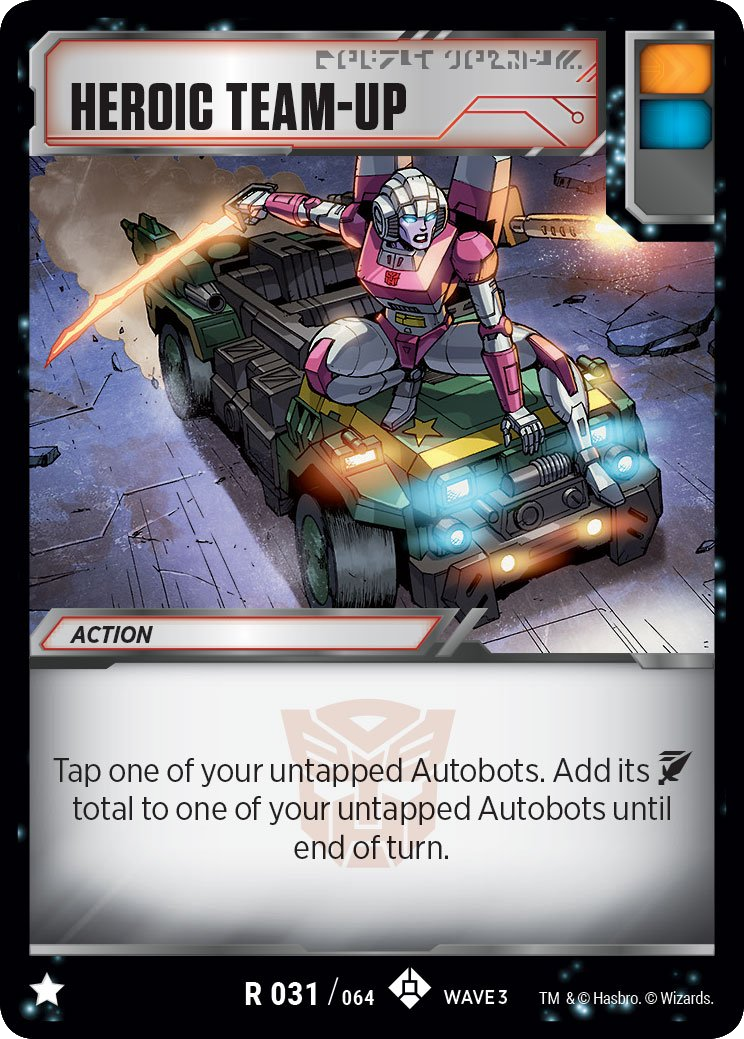 HEROIC TEAM-UP
ACTION
Tap one of your untapped Autobots. Add its
total to one of your untapped Autobots until
end of turn.
R 031 / 064 WAVE 3 TM & © Hasbro. © Wizards.